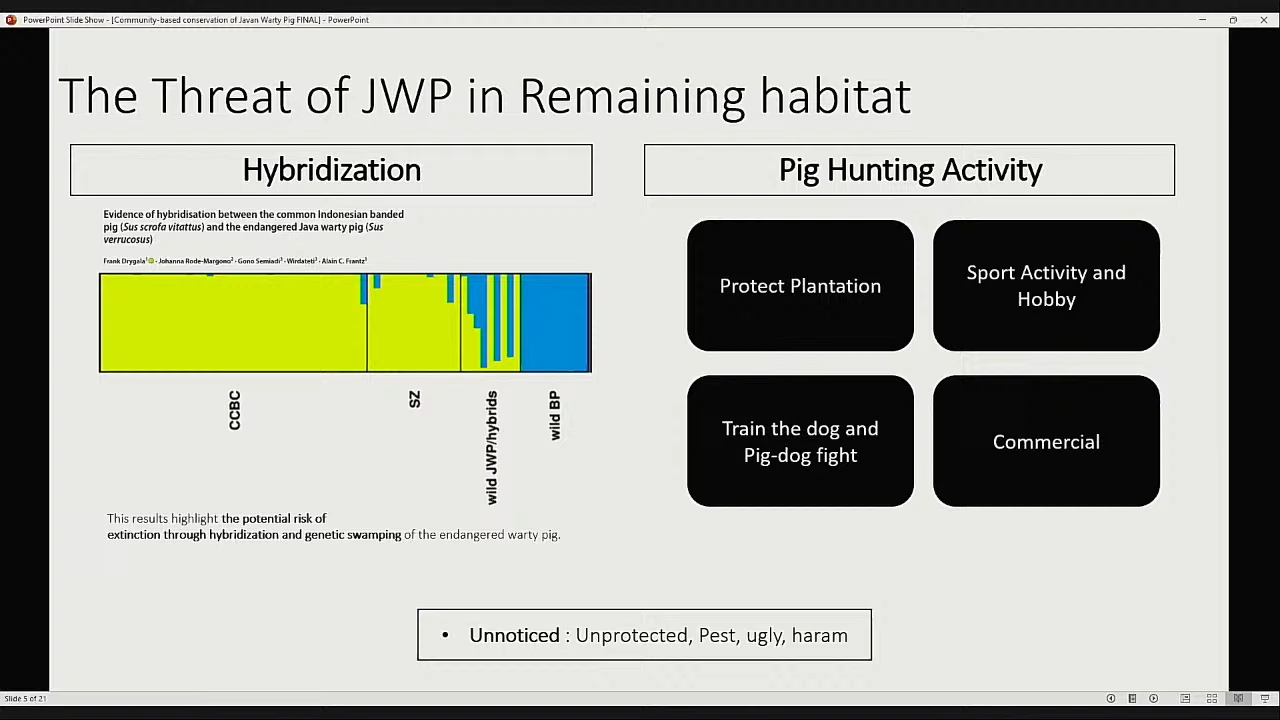 PowerPoint Slide Show - [Community-based conservation of Javan Warty Pig FINAL] - PowerPoint
The Threat of JWP in Remaining habitat
Hybridization
Evidence of hybridisation between the common Indonesian banded
pig (Sus scrofa vitattus) and the endangered Java warty pig (Sus
verrucosus)
Frank Drygala¹ · Johanna Rode-Margono² · Gono Semiadi³ · Wirdateti³ · Alain C. Frantz¹
CCBC
SZ
wild JWP/hybrids
wild BP
This results highlight the potential risk of
extinction through hybridization and genetic swamping of the endangered warty pig.
Pig Hunting Activity
Protect Plantation
Sport Activity and
Hobby
Train the dog and
Pig-dog fight
Commercial
• Unnoticed : Unprotected, Pest, ugly, haram
Slide 5 of 21